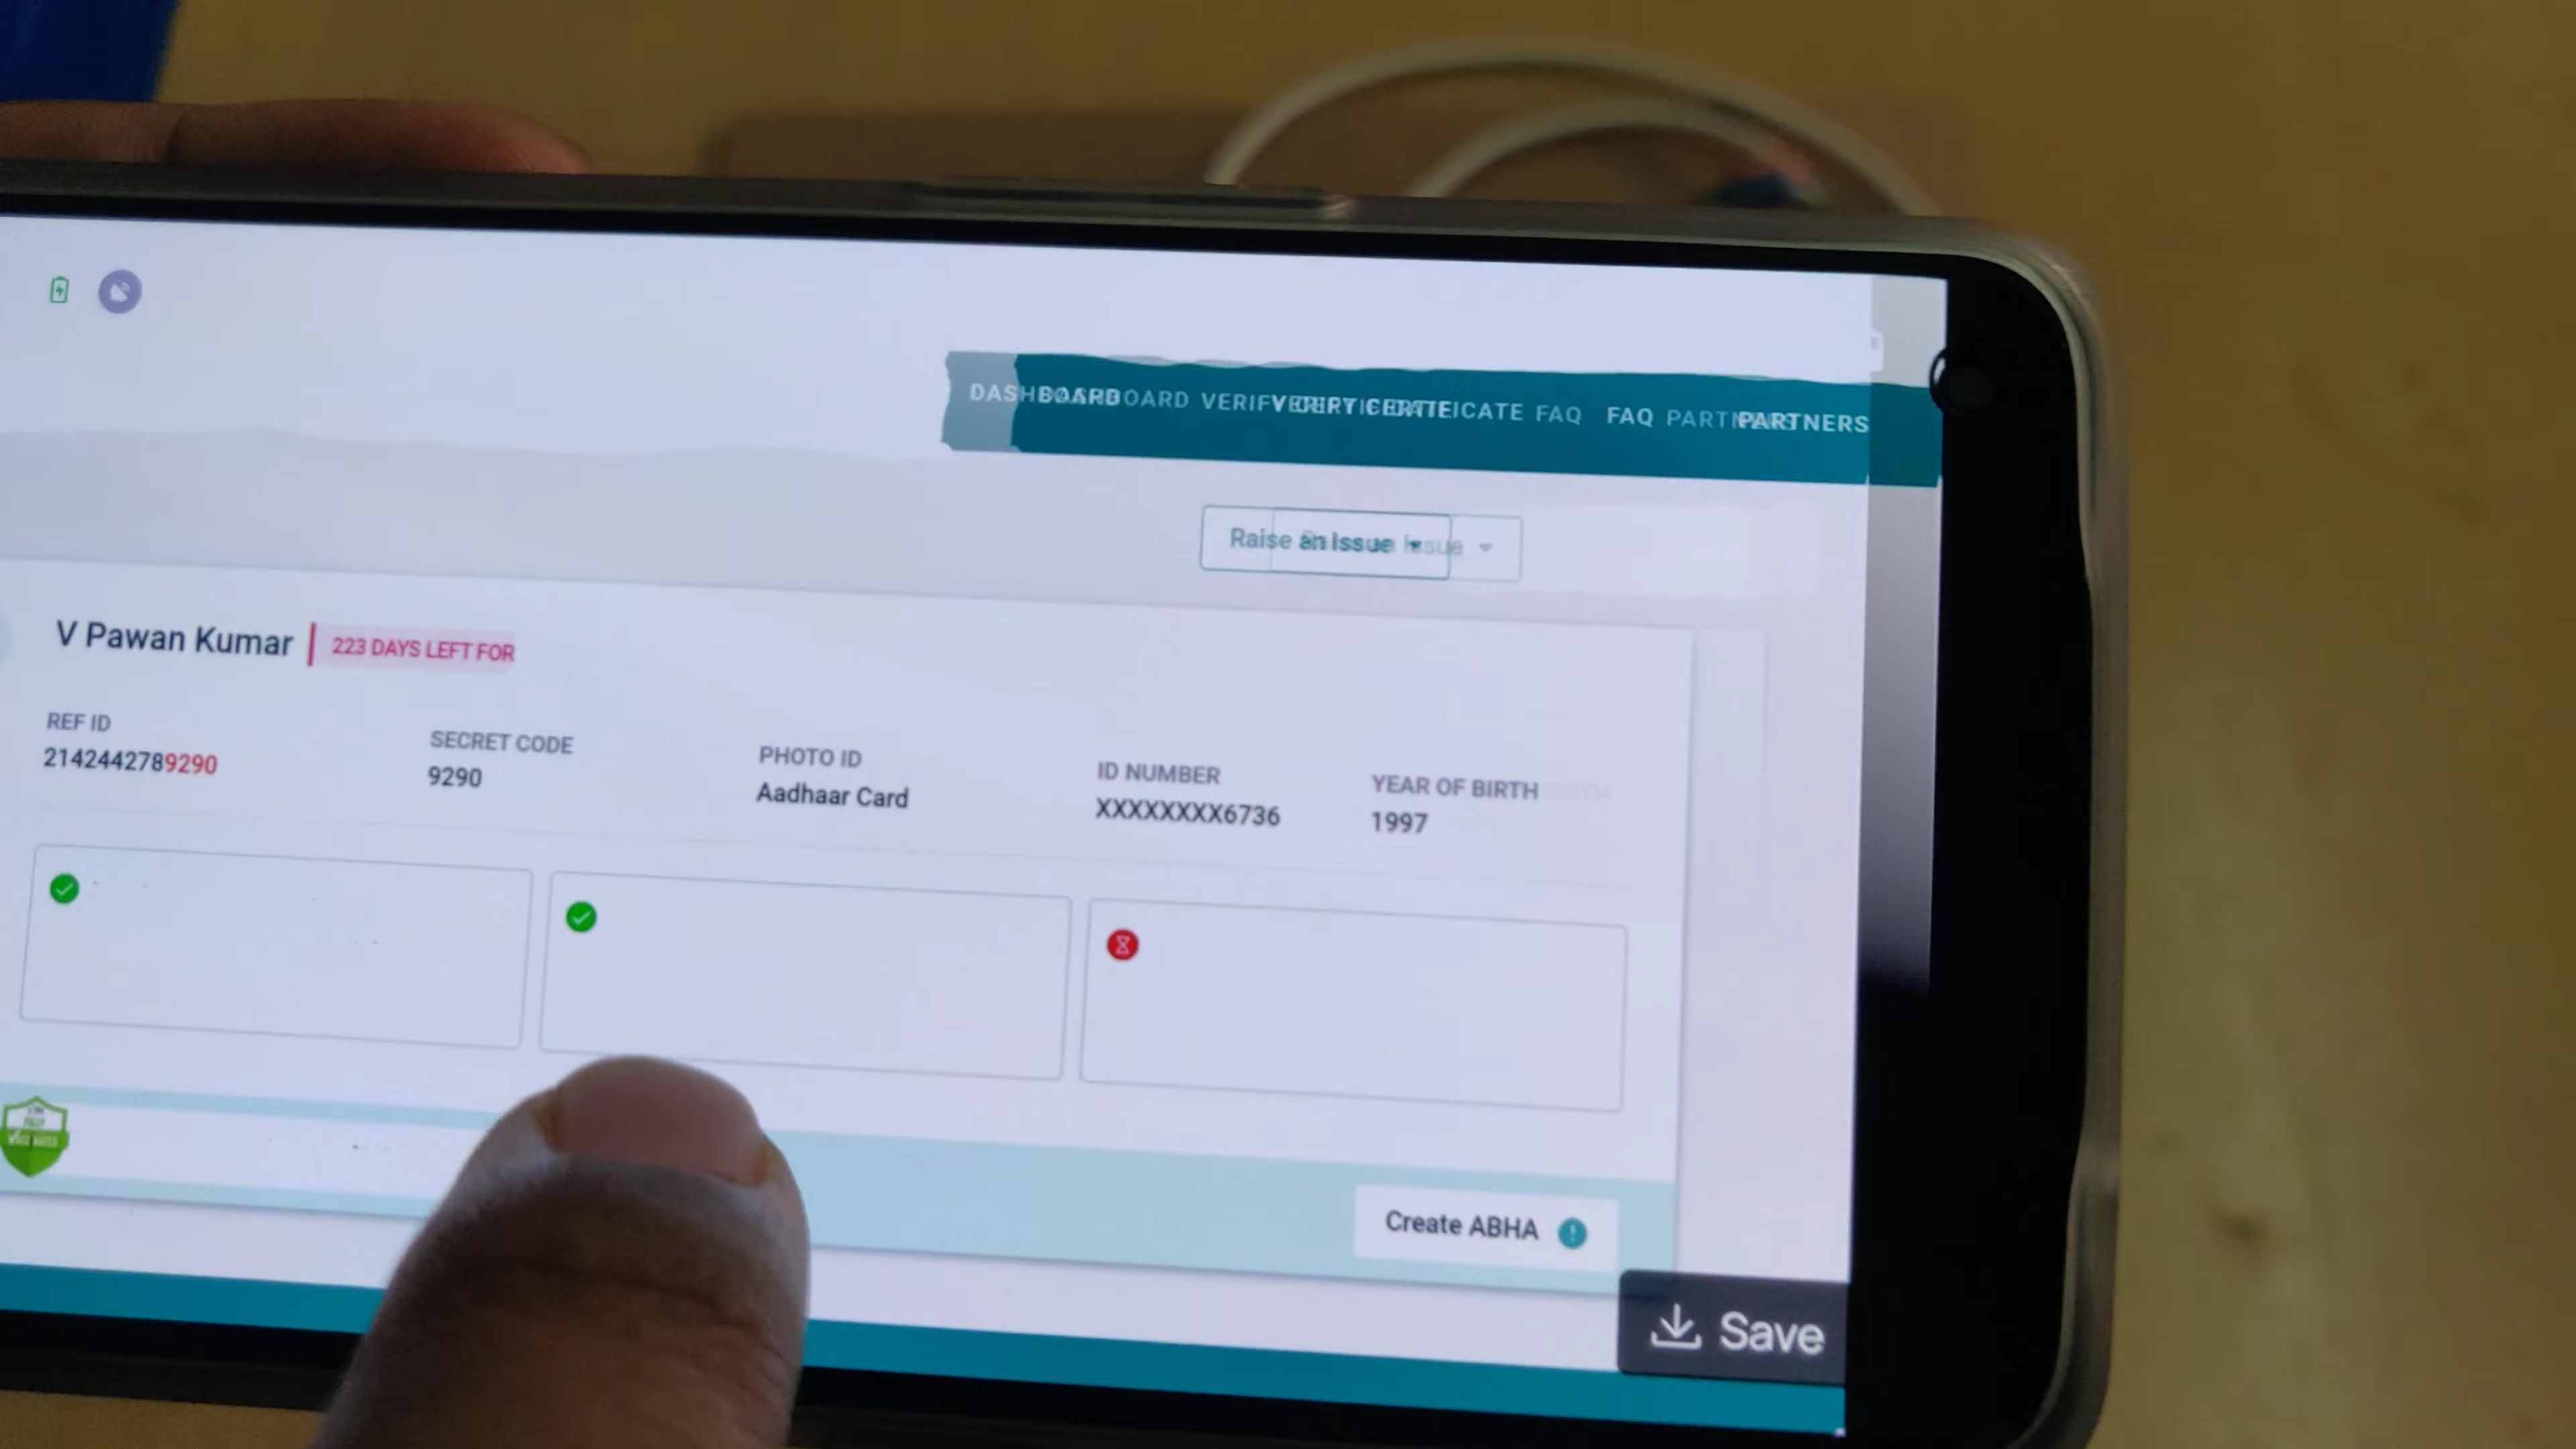 DASHBOARD VERIFY CERTIFICATE FAQ PARTNERS
Raise an Issue
V Pawan Kumar
223 DAYS LEFT FOR
REF ID
2142442789290
SECRET CODE
9290
PHOTO ID
Aadhaar Card
ID NUMBER
XXXXXXXX6736
YEAR OF BIRTH
1997
Create ABHA
Save